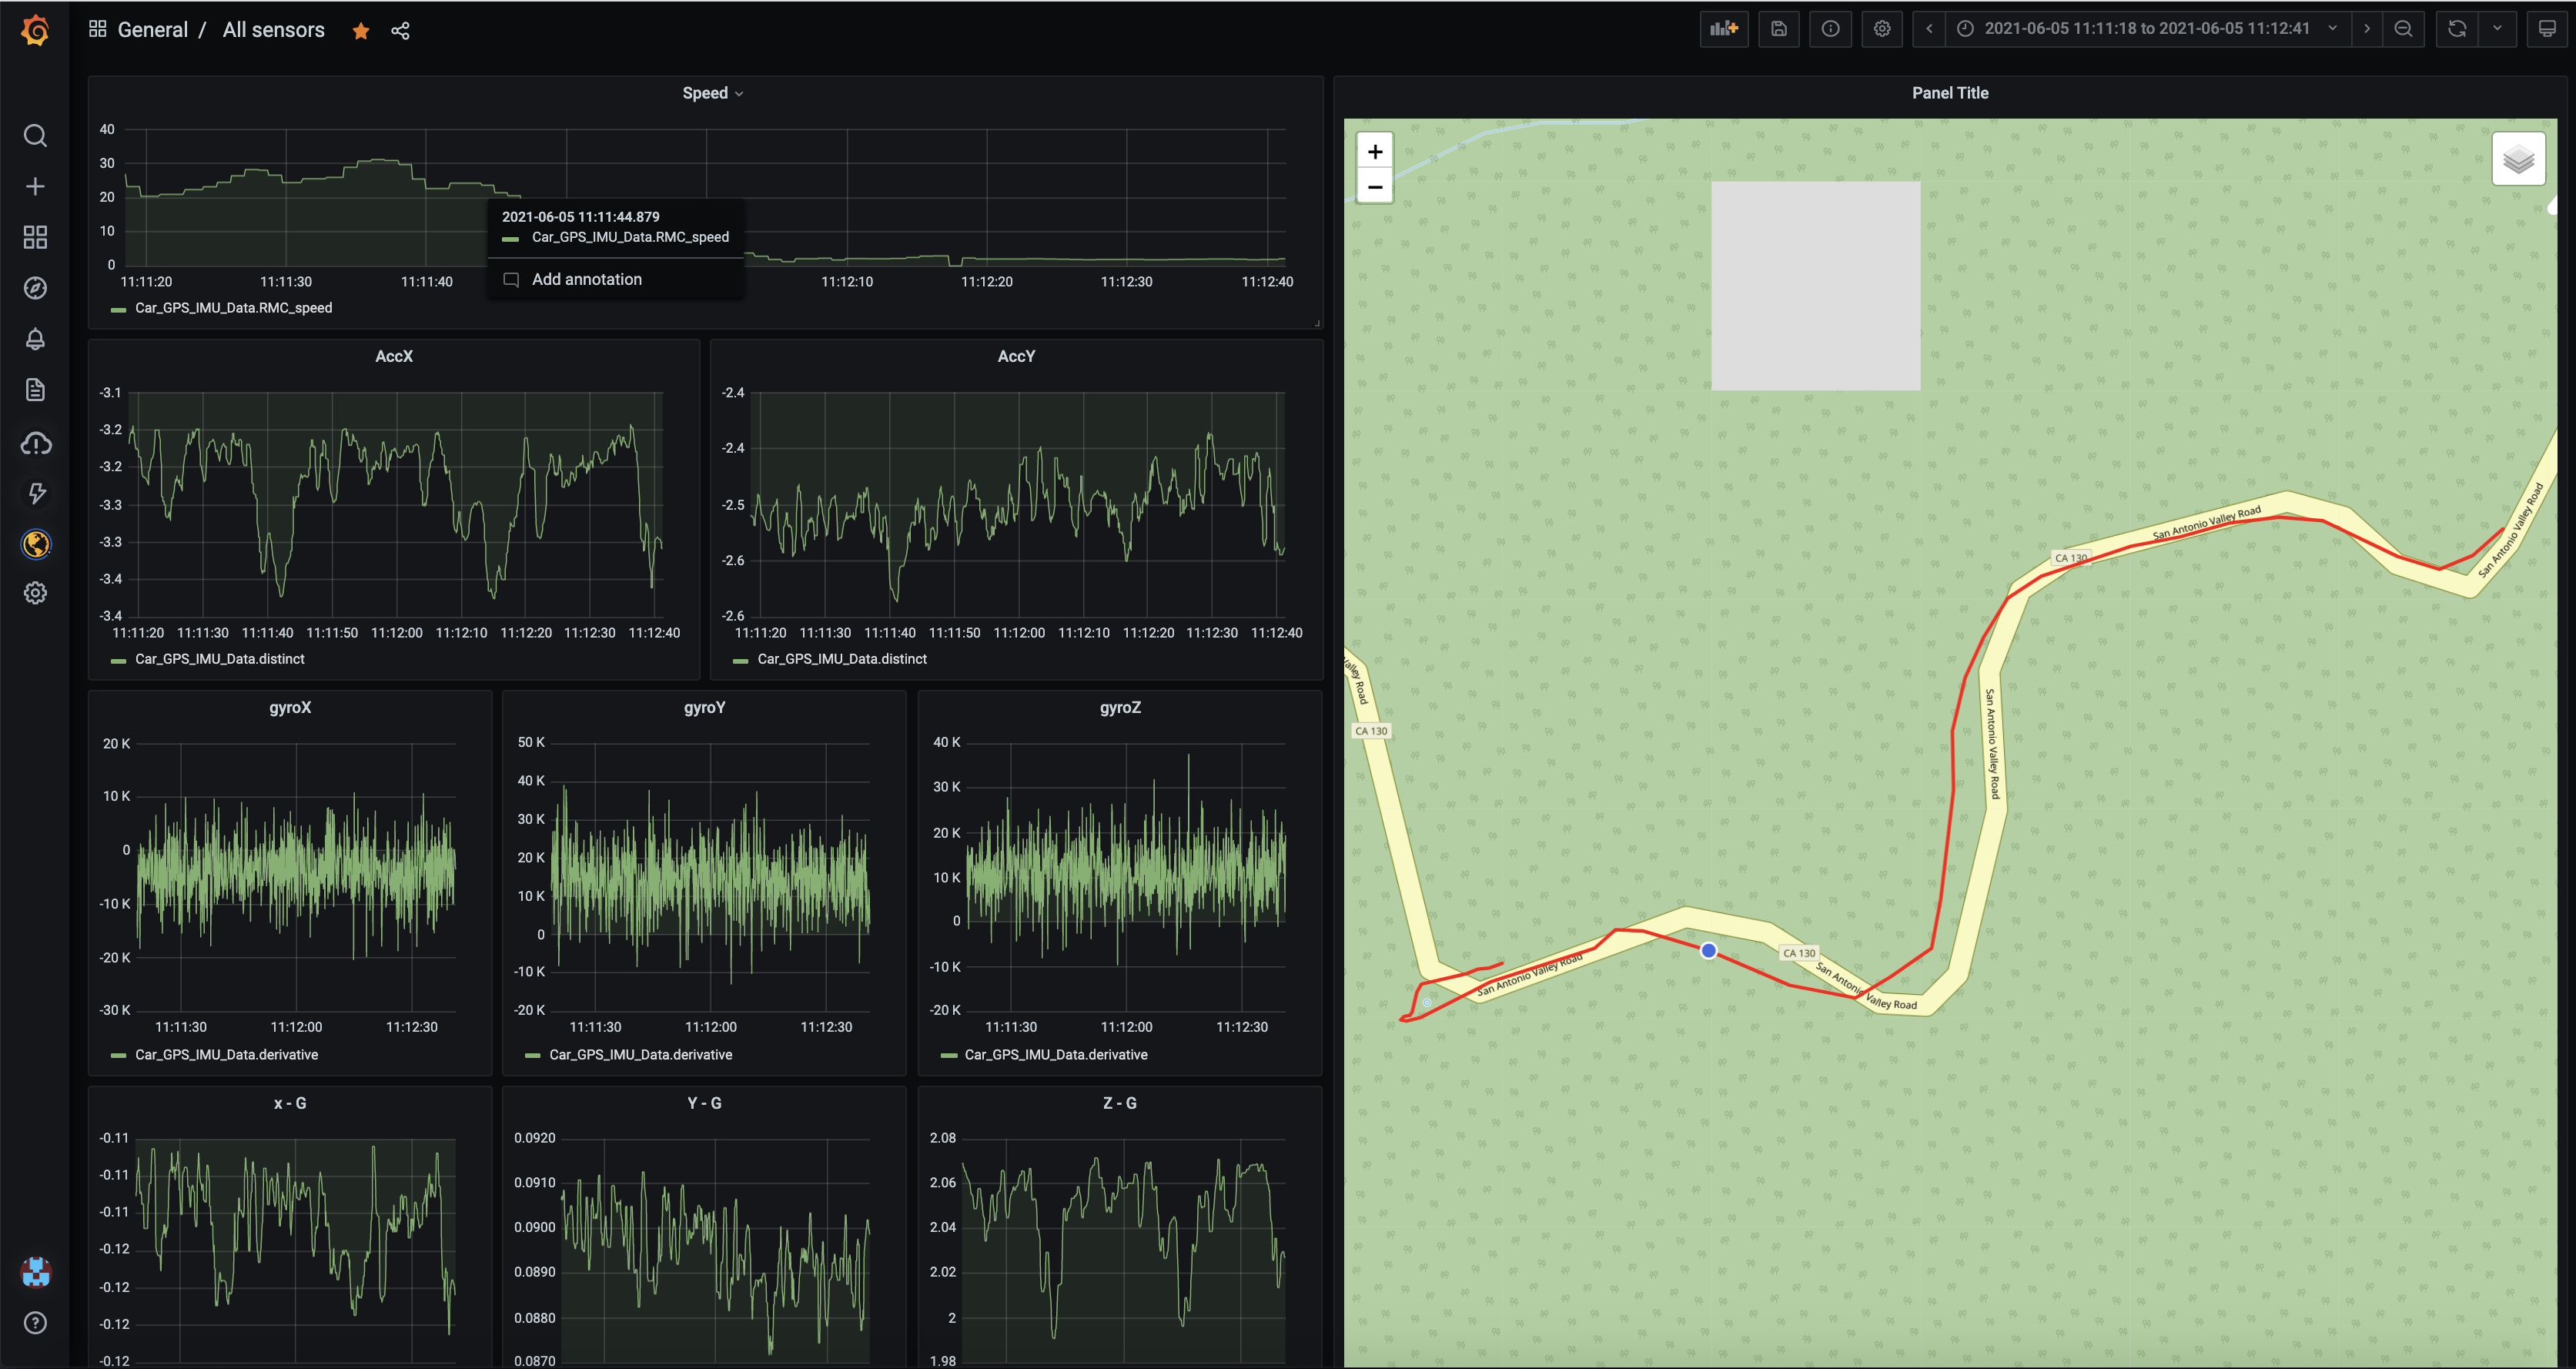 General / All sensors
2021-06-05 11:11:18 to 2021-06-05 11:12:41
Speed
40
30
20
10
0
11:11:20 11:11:30 11:11:40 11:12:10 11:12:20 11:12:30 11:12:40
Car_GPS_IMU_Data.RMC_speed
2021-06-05 11:11:44.879
Car_GPS_IMU_Data.RMC_speed
Add annotation
AccX
-3.1
-3.2
-3.2
-3.3
-3.3
-3.4
-3.4
11:11:20 11:11:30 11:11:40 11:11:50 11:12:00 11:12:10 11:12:20 11:12:30 11:12:40
Car_GPS_IMU_Data.distinct
AccY
-2.4
-2.4
-2.5
-2.6
-2.6
11:11:20 11:11:30 11:11:40 11:11:50 11:12:00 11:12:10 11:12:20 11:12:30 11:12:40
Car_GPS_IMU_Data.distinct
gyroX
20 K
10 K
0
-10 K
-20 K
-30 K
11:11:30 11:12:00 11:12:30
Car_GPS_IMU_Data.derivative
gyroY
50 K
40 K
30 K
20 K
10 K
0
-10 K
-20 K
11:11:30 11:12:00 11:12:30
Car_GPS_IMU_Data.derivative
gyroZ
40 K
30 K
20 K
10 K
0
-10 K
-20 K
11:11:30 11:12:00 11:12:30
Car_GPS_IMU_Data.derivative
x - G
-0.11
-0.11
-0.11
-0.12
-0.12
-0.12
-0.12
Y - G
0.0920
0.0910
0.0900
0.0890
0.0880
0.0870
Z - G
2.08
2.06
2.04
2.02
2
1.98
Panel Title
+
−
San Antonio Valley Road
San Antonio Valley Road
CA 130
San Antonio Valley Road
Valley Road
CA 130
San Antonio Valley Road
CA 130
San Antonio Valley Road